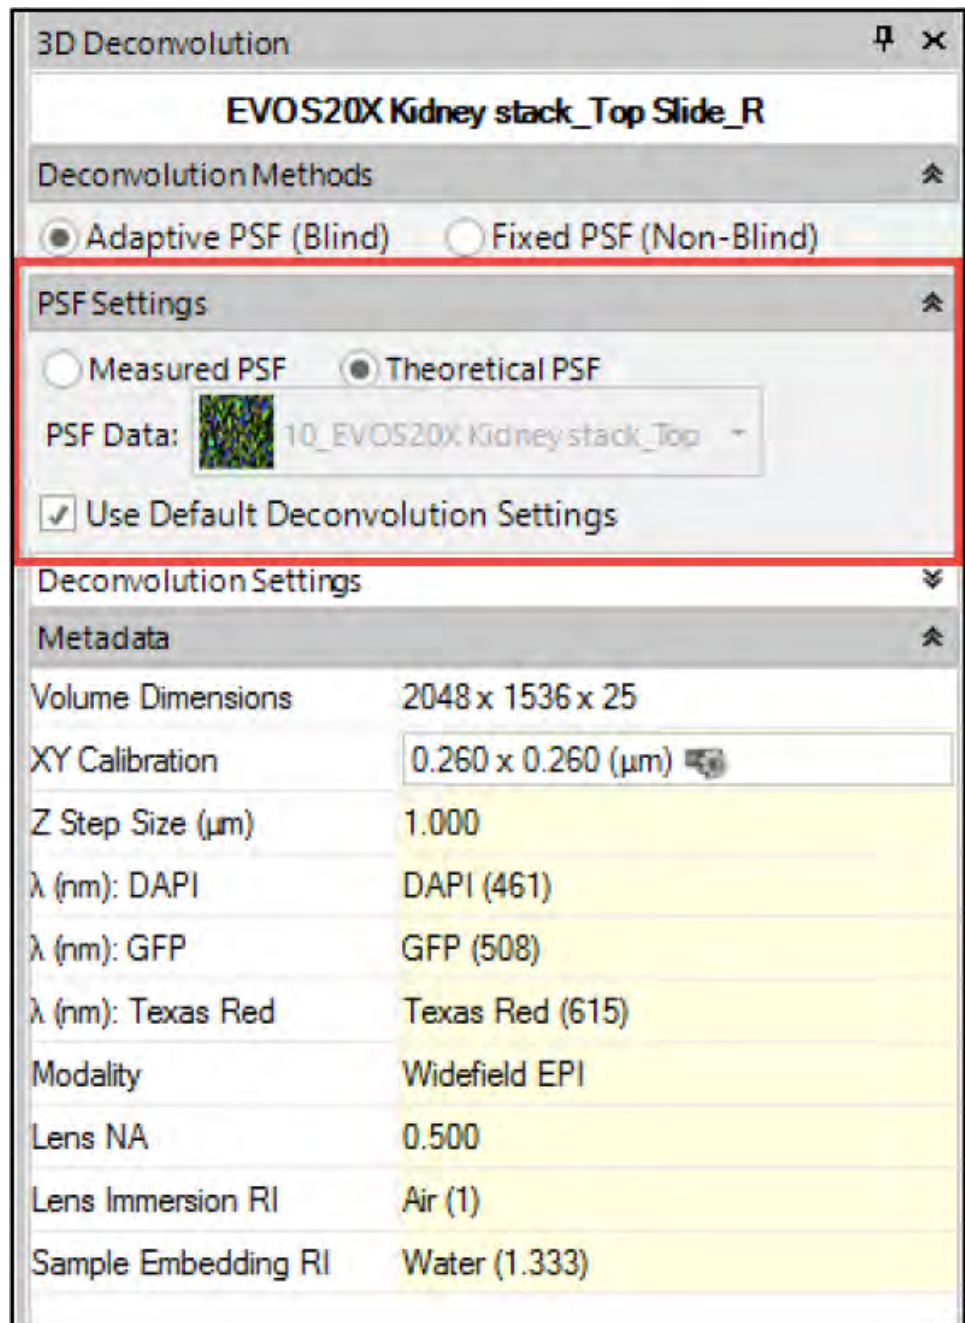 3D Deconvolution
EVOS20X Kidney stack_Top Slide_R
Deconvolution Methods
Adaptive PSF (Blind) Fixed PSF (Non-Blind)
PSF Settings
Measured PSF Theoretical PSF
PSF Data: 10_EVOS20X Kidney stack_Top
Use Default Deconvolution Settings
Deconvolution Settings
Metadata
Volume Dimensions 2048 x 1536 x 25
XY Calibration 0.260 x 0.260 (µm)
Z Step Size (µm) 1.000
λ (nm): DAPI DAPI (461)
λ (nm): GFP GFP (508)
λ (nm): Texas Red Texas Red (615)
Modality Widefield EPI
Lens NA 0.500
Lens Immersion RI Air (1)
Sample Embedding RI Water (1.333)